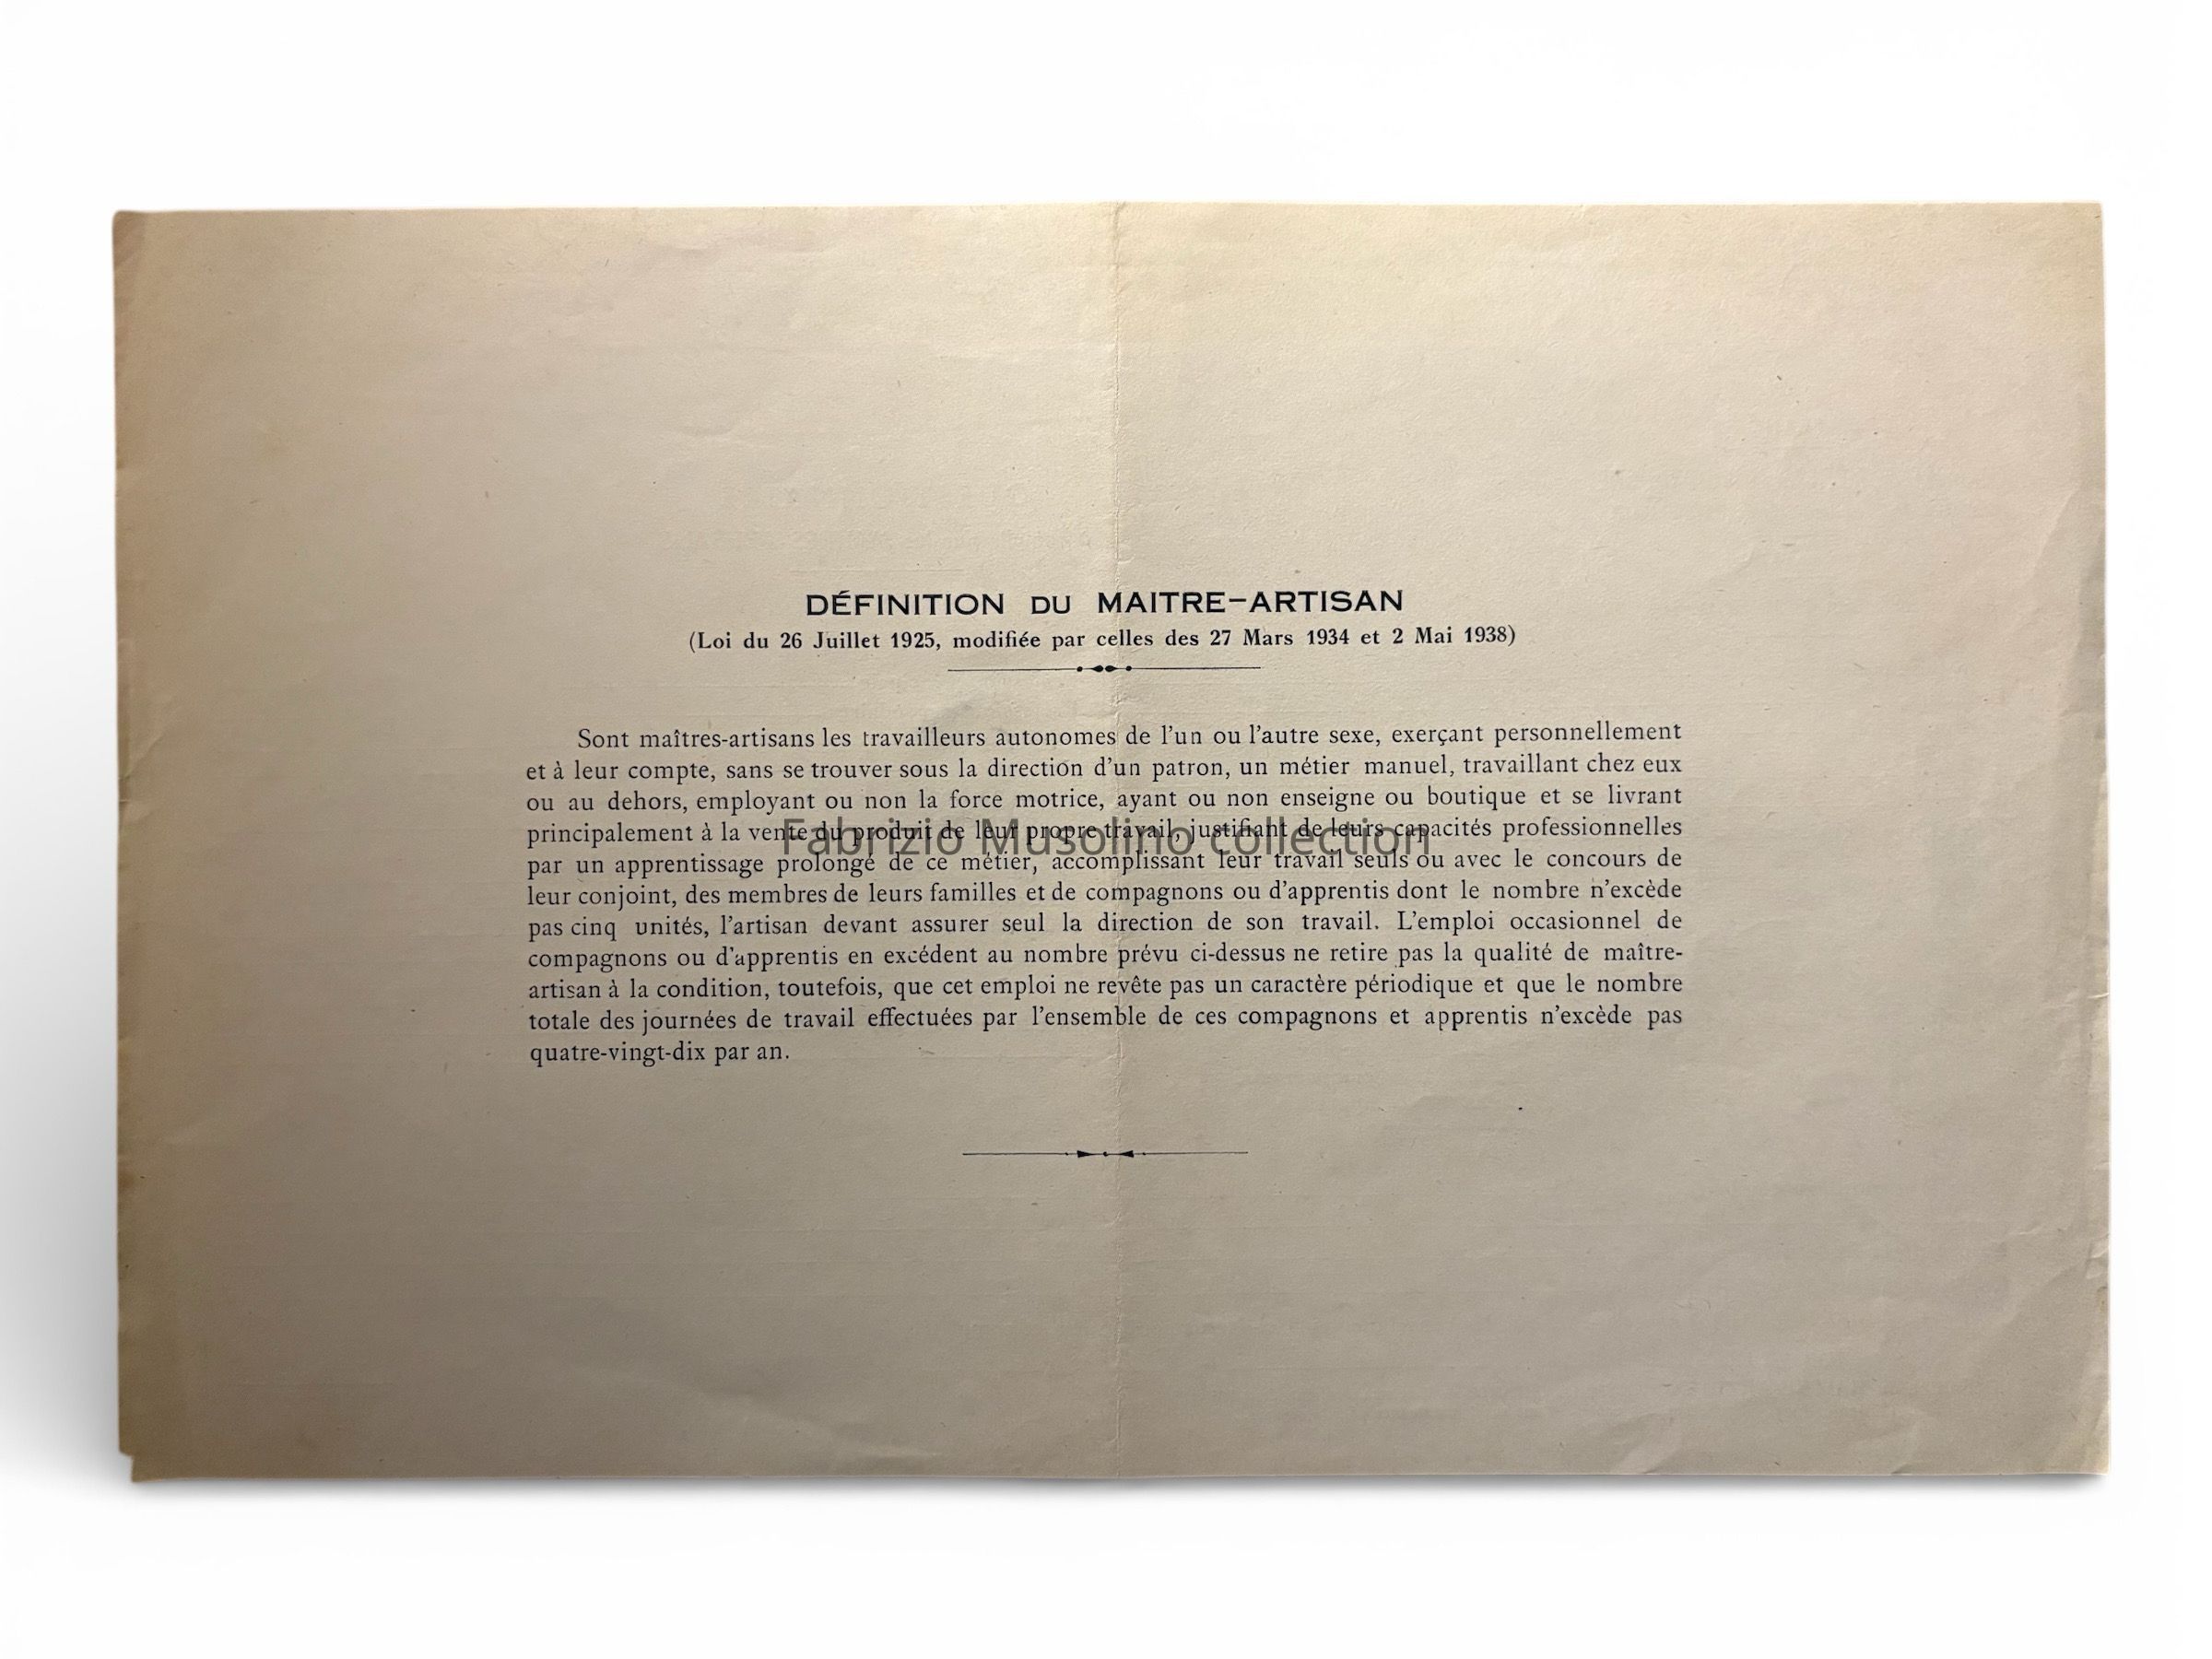 DÉFINITION DU MAITRE-ARTISAN
(Loi du 26 Juillet 1925, modifiée par celles des 27 Mars 1934 et 2 Mai 1938)
Sont maîtres-artisans les travailleurs autonomes de l'un ou l'autre sexe, exerçant personnellement
et à leur compte, sans se trouver sous la direction d'un patron, un métier manuel, travaillant chez eux
ou au dehors, employant ou non la force motrice, ayant ou non enseigne ou boutique et se livrant
principalement à la vente du produit de leur propre travail, justifiant de leurs capacités professionnelles
Fabrizio Musolino collection
par un apprentissage prolongé de ce métier, accomplissant leur travail seuls ou avec le concours de
leur conjoint, des membres de leurs familles et de compagnons ou d'apprentis dont le nombre n'excède
pas cinq unités, l'artisan devant assurer seul la direction de son travail. L'emploi occasionnel de
compagnons ou d'apprentis en excédent au nombre prévu ci-dessus ne retire pas la qualité de maître-
artisan à la condition, toutefois, que cet emploi ne revête pas un caractère périodique et que le nombre
totale des journées de travail effectuées par l'ensemble de ces compagnons et apprentis n'excède pas
quatre-vingt-dix par an.